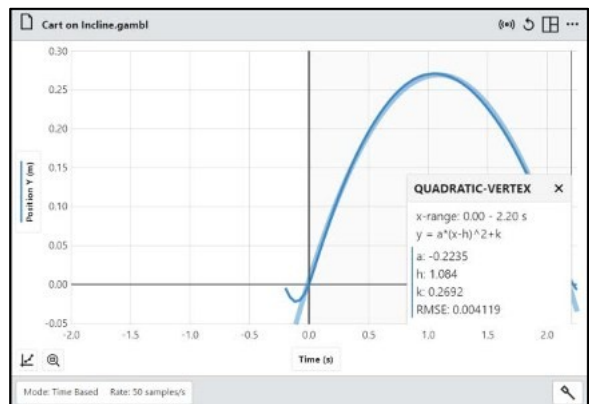 Cart on Incline.gambl
0.30
0.25
0.20
0.15
0.10
0.05
0.00
-0.05
Position Y (m)
-2.0
-1.5
-1.0
-0.5
0.0
0.5
1.0
1.5
2.0
Time (s)
QUADRATIC-VERTEX ×
x-range: 0.00 - 2.20 s
y = a*(x-h)^2+k
a: -0.2235
h: 1.084
k: 0.2692
RMSE: 0.004119
Mode: Time Based Rate: 50 samples/s